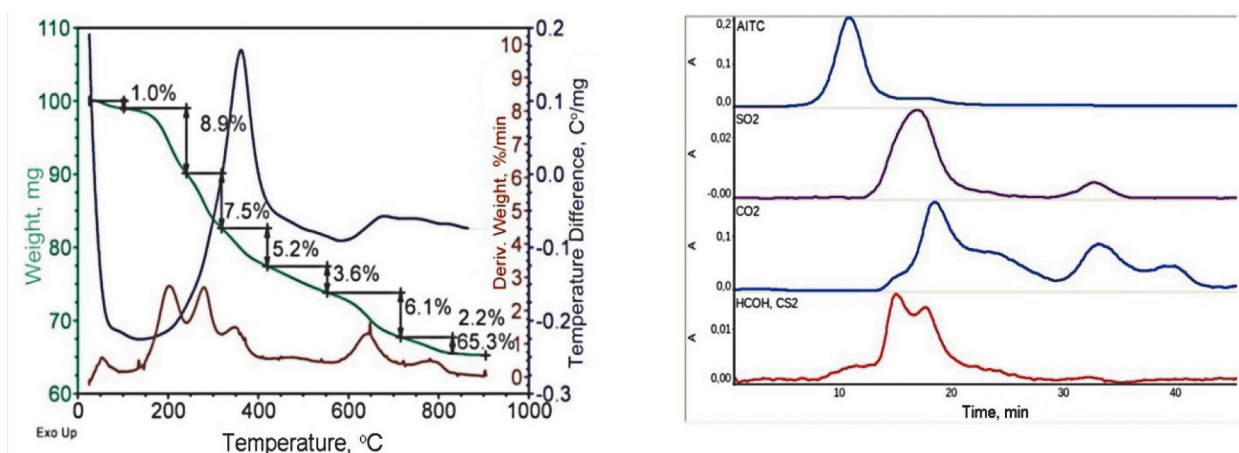 110
100
90
80
70
60
Weight, mg
1.0%
8.9%
7.5%
5.2%
3.6%
6.1%
2.2%
65.3%
10
9
8
7
6
5
4
3
2
1
0
Deriv. Weight, %/min
0.2
0.1
0.0
-0.1
-0.2
-0.3
Temperature Difference, C°/mg
0 200 400 600 800 1000
Exo Up
Temperature, °C
AITC
0,2
0,1
0,0
A
SO2
0,02
-0,00
A
CO2
0,1
0,0
A
HCOH, CS2
0,01
0,00
A
10 20 30 40
Time, min